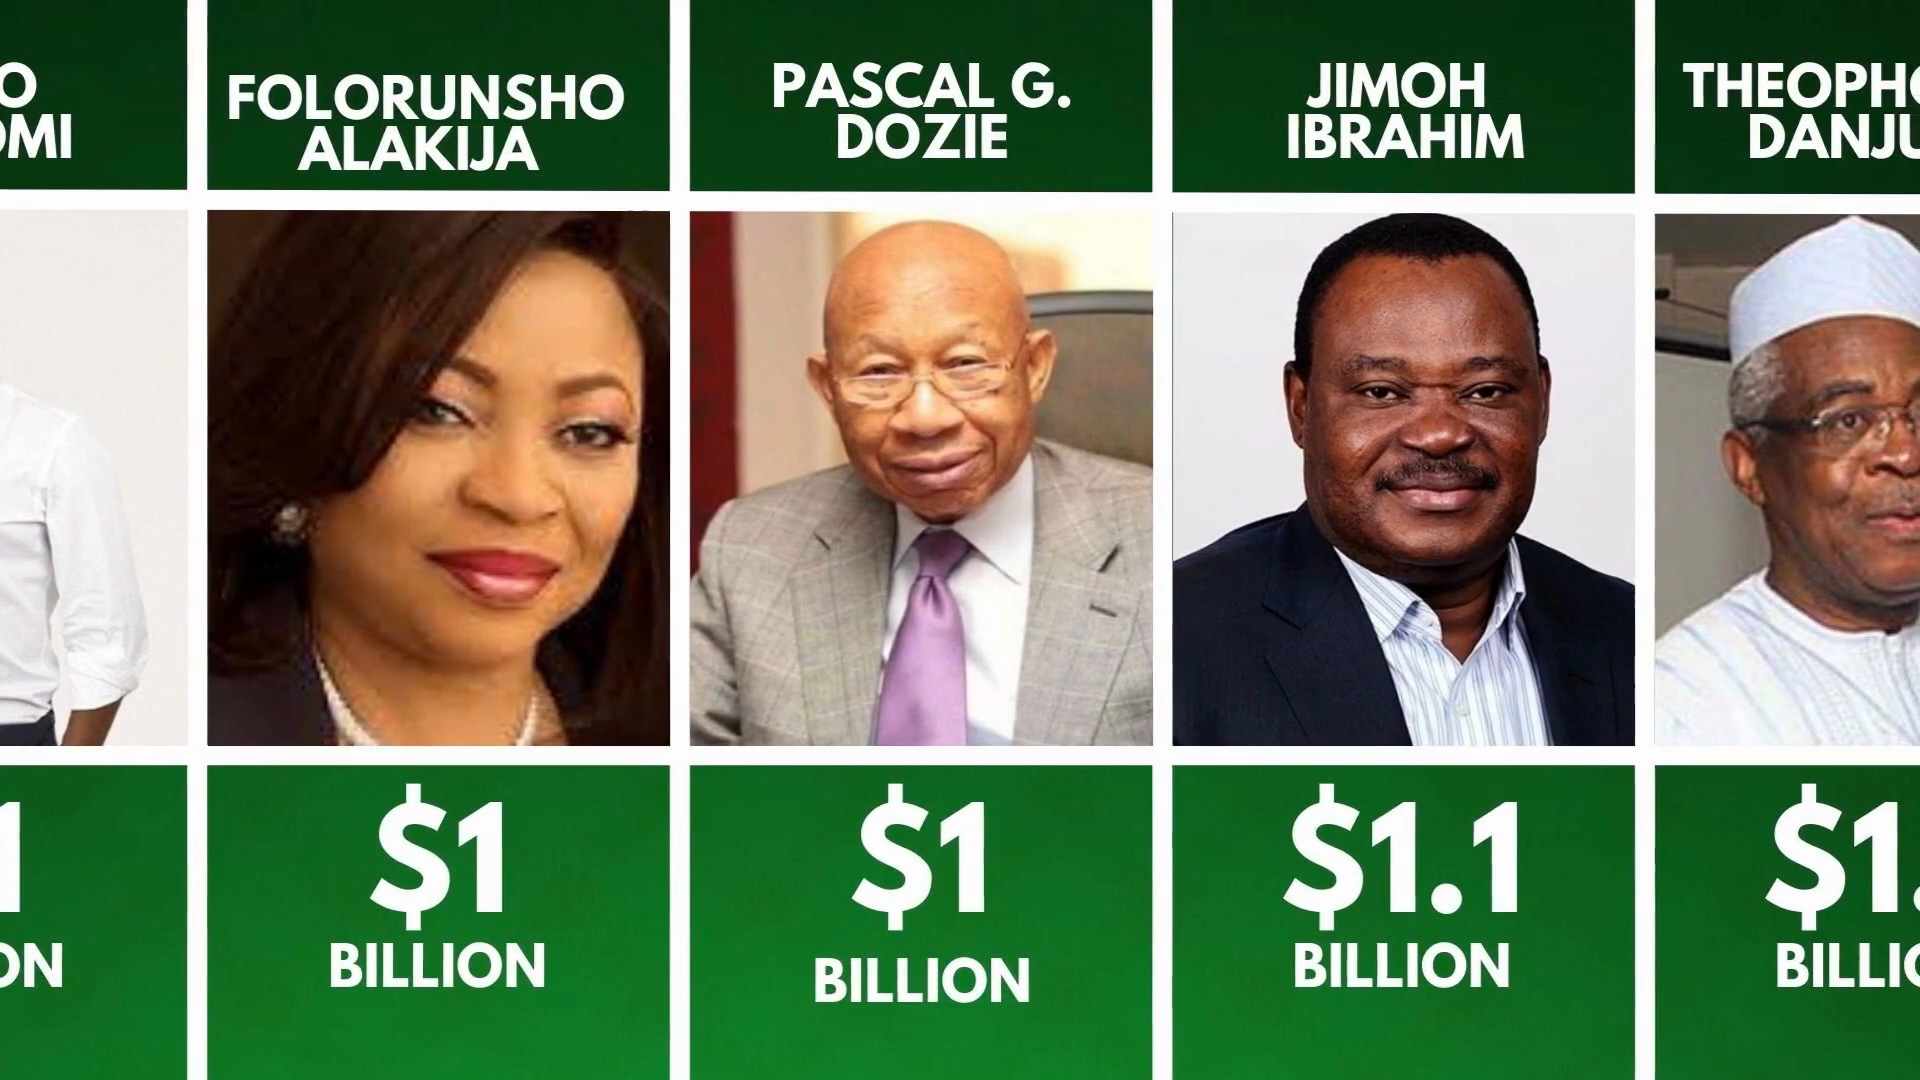 FOLORUNSHO
ALAKIJA
PASCAL G.
DOZIE
JIMOH
IBRAHIM
$1
BILLION
$1
BILLION
$1.1
BILLION